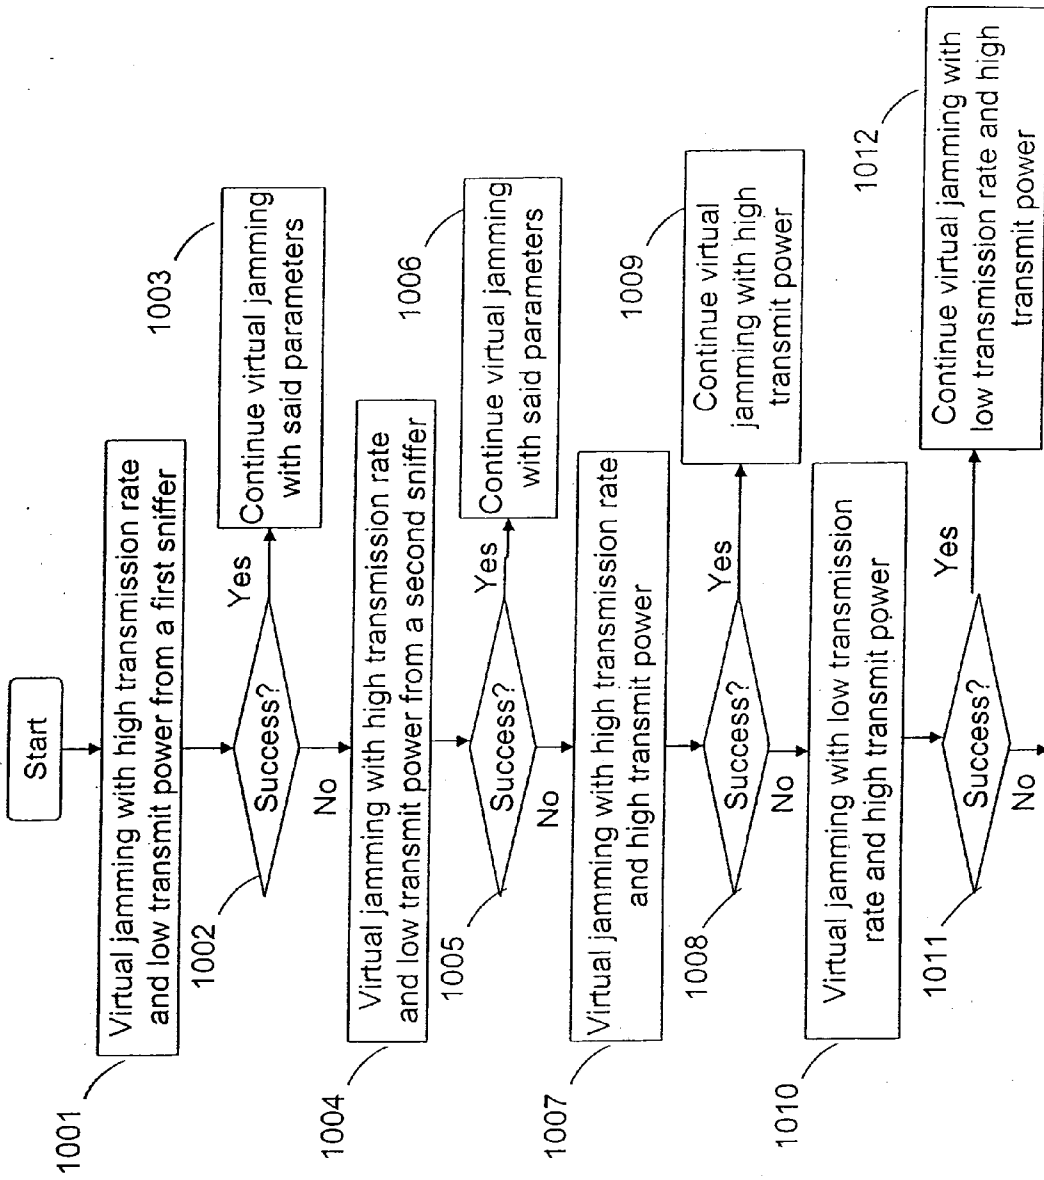 Start
1001
Virtual jamming with high transmission rate
and low transmit power from a first sniffer
1002
Success?
Yes
1003
Continue virtual jamming
with said parameters
No
1004
Virtual jamming with high transmission rate
and low transmit power from a second sniffer
1005
Success?
Yes
1006
Continue virtual jamming
with said parameters
No
1007
Virtual jamming with high transmission rate
and high transmit power
1008
Success?
Yes
1009
Continue virtual
jamming with high
transmit power
No
1010
Virtual jamming with low transmission
rate and high transmit power
1011
Success?
Yes
1012
Continue virtual jamming with
low transmission rate and high
transmit power
No